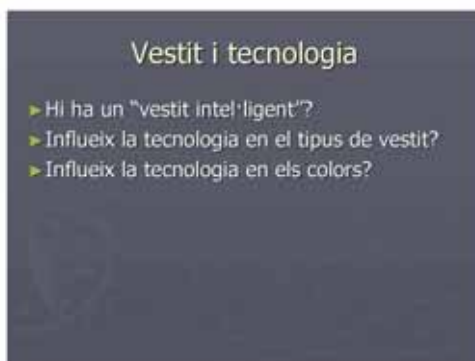 Vestit i tecnologia
►Hi ha un “vestit intel·ligent”?
►Influeix la tecnologia en el tipus de vestit?
►Influeix la tecnologia en els colors?